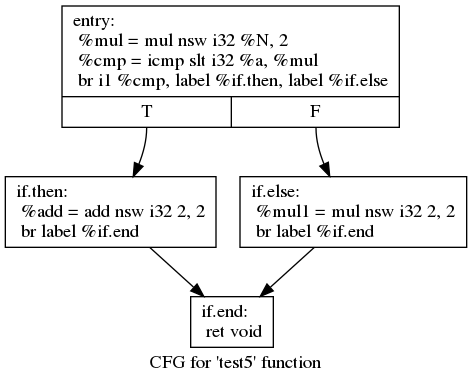 entry:
%mul = mul nsw i32 %N, 2
%cmp = icmp slt i32 %a, %mul
br i1 %cmp, label %if.then, label %if.else
T
F
if.then:
%add = add nsw i32 2, 2
br label %if.end
if.else:
%mul1 = mul nsw i32 2, 2
br label %if.end
if.end:
ret void
CFG for 'test5' function